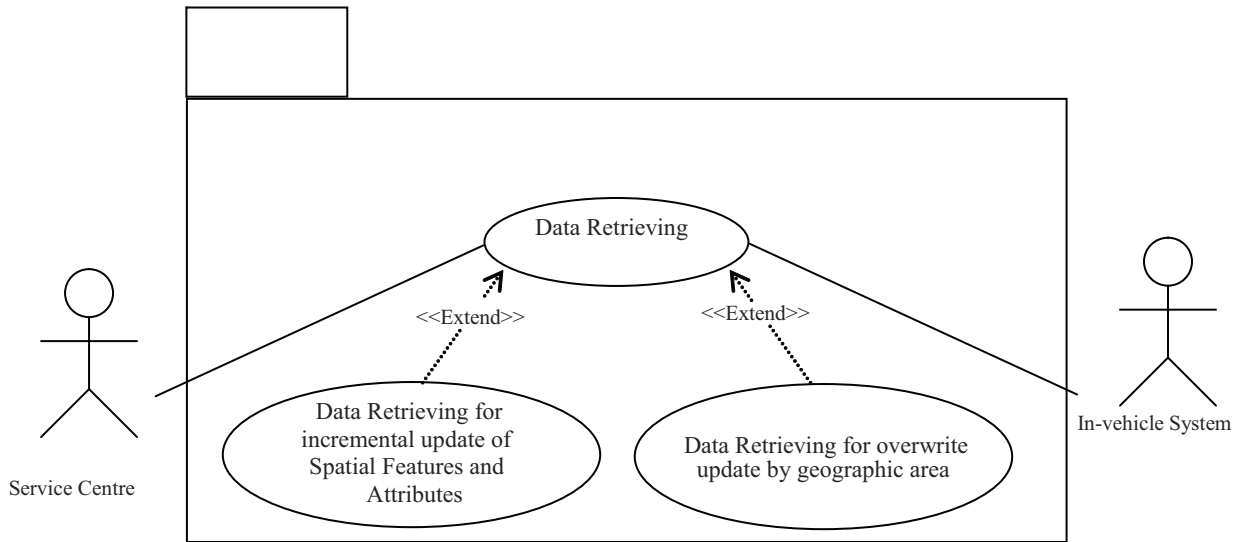 Data Retrieving
<<Extend>>
<<Extend>>
Data Retrieving for
incremental update of
Spatial Features and
Attributes
Data Retrieving for overwrite
update by geographic area
Service Centre
In-vehicle System